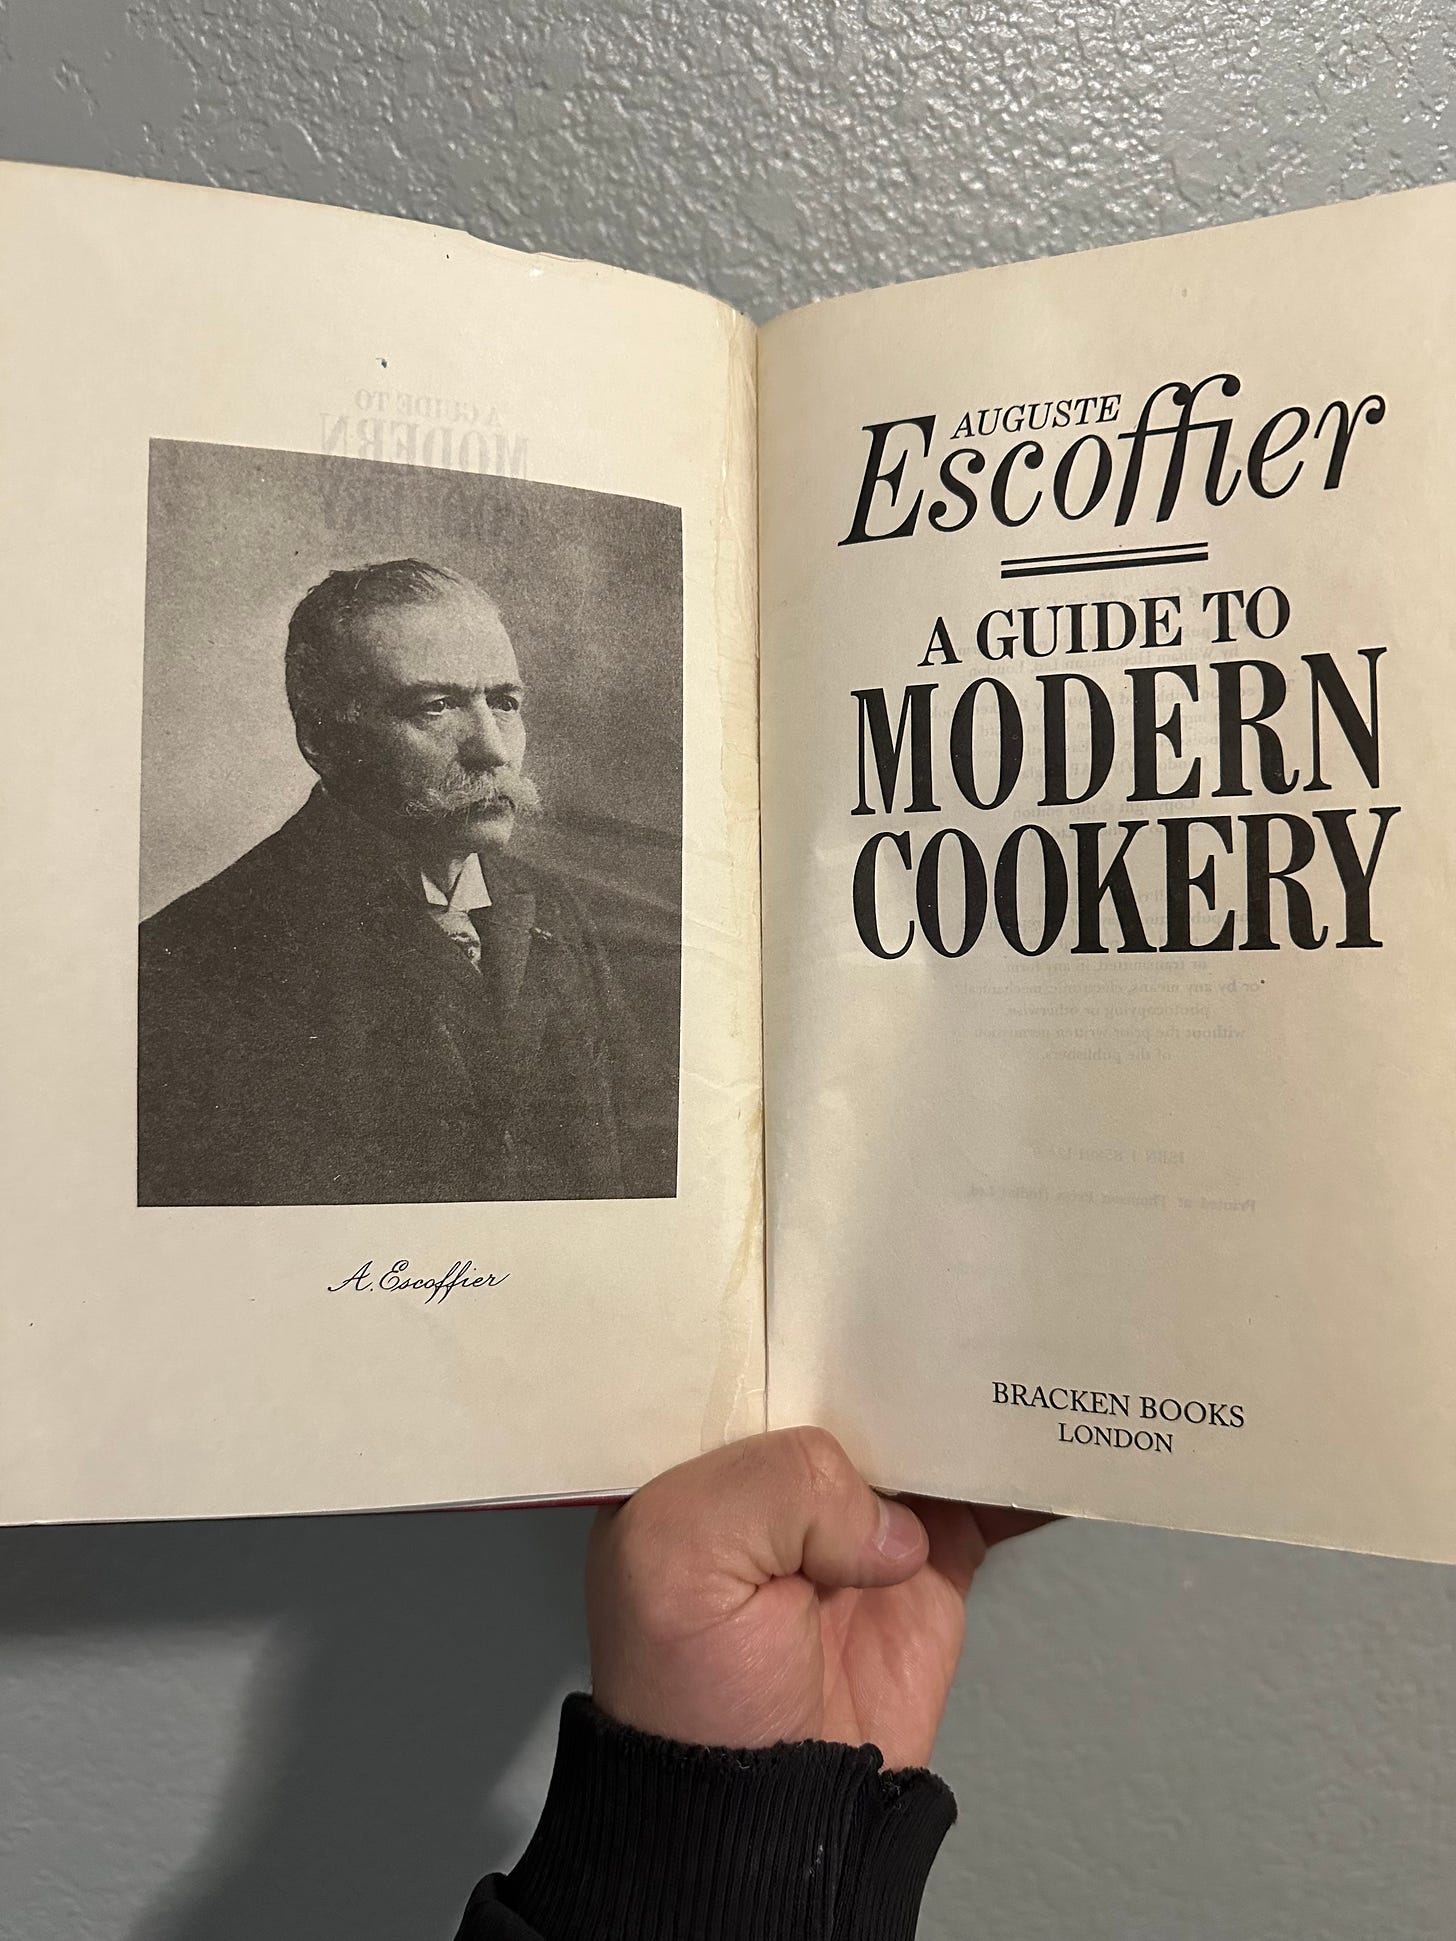 A. Escoffier
AUGUSTE
Escoffier
A GUIDE TO
MODERN
COOKERY
BRACKEN BOOKS
LONDON